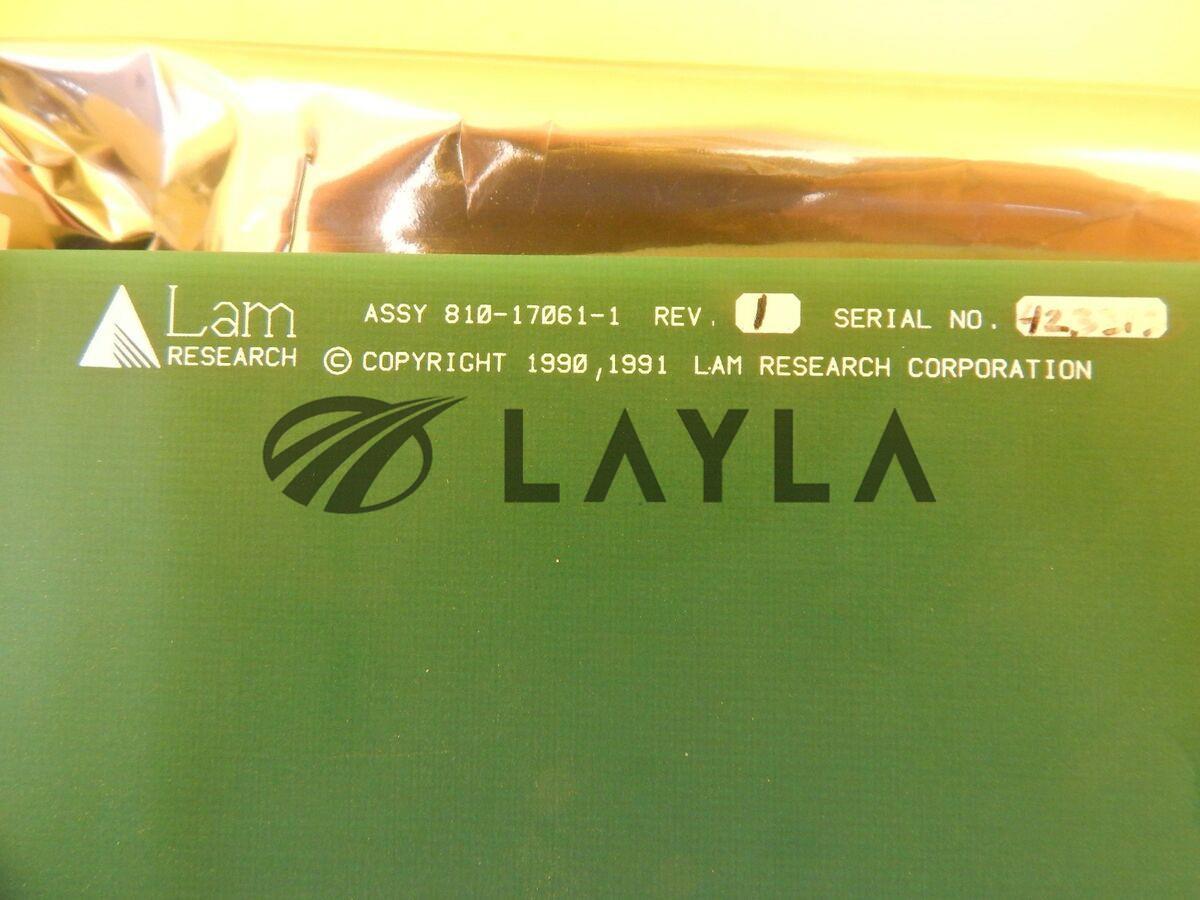 Lam
RESEARCH
ASSY 810-17061-1 REV. 1 SERIAL NO.
© COPYRIGHT 1990,1991 LAM RESEARCH CORPORATION
LAYLA